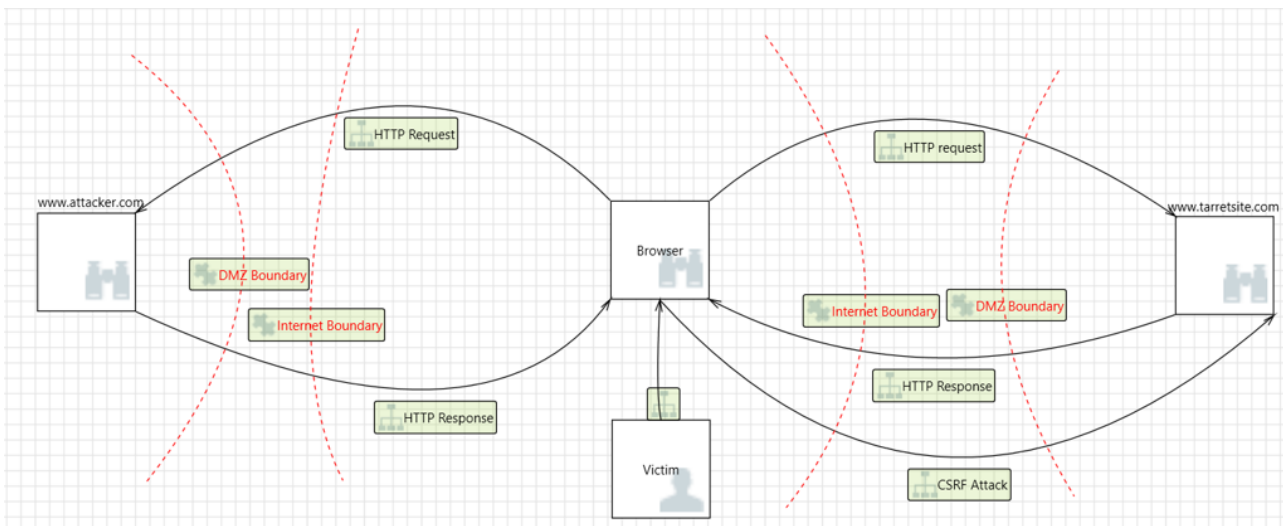 HTTP Request
HTTP request
www.attacker.com
www.tarretsite.com
Browser
DMZ Boundary
Internet Boundary
Internet Boundary
DMZ Boundary
HTTP Response
HTTP Response
Victim
CSRF Attack